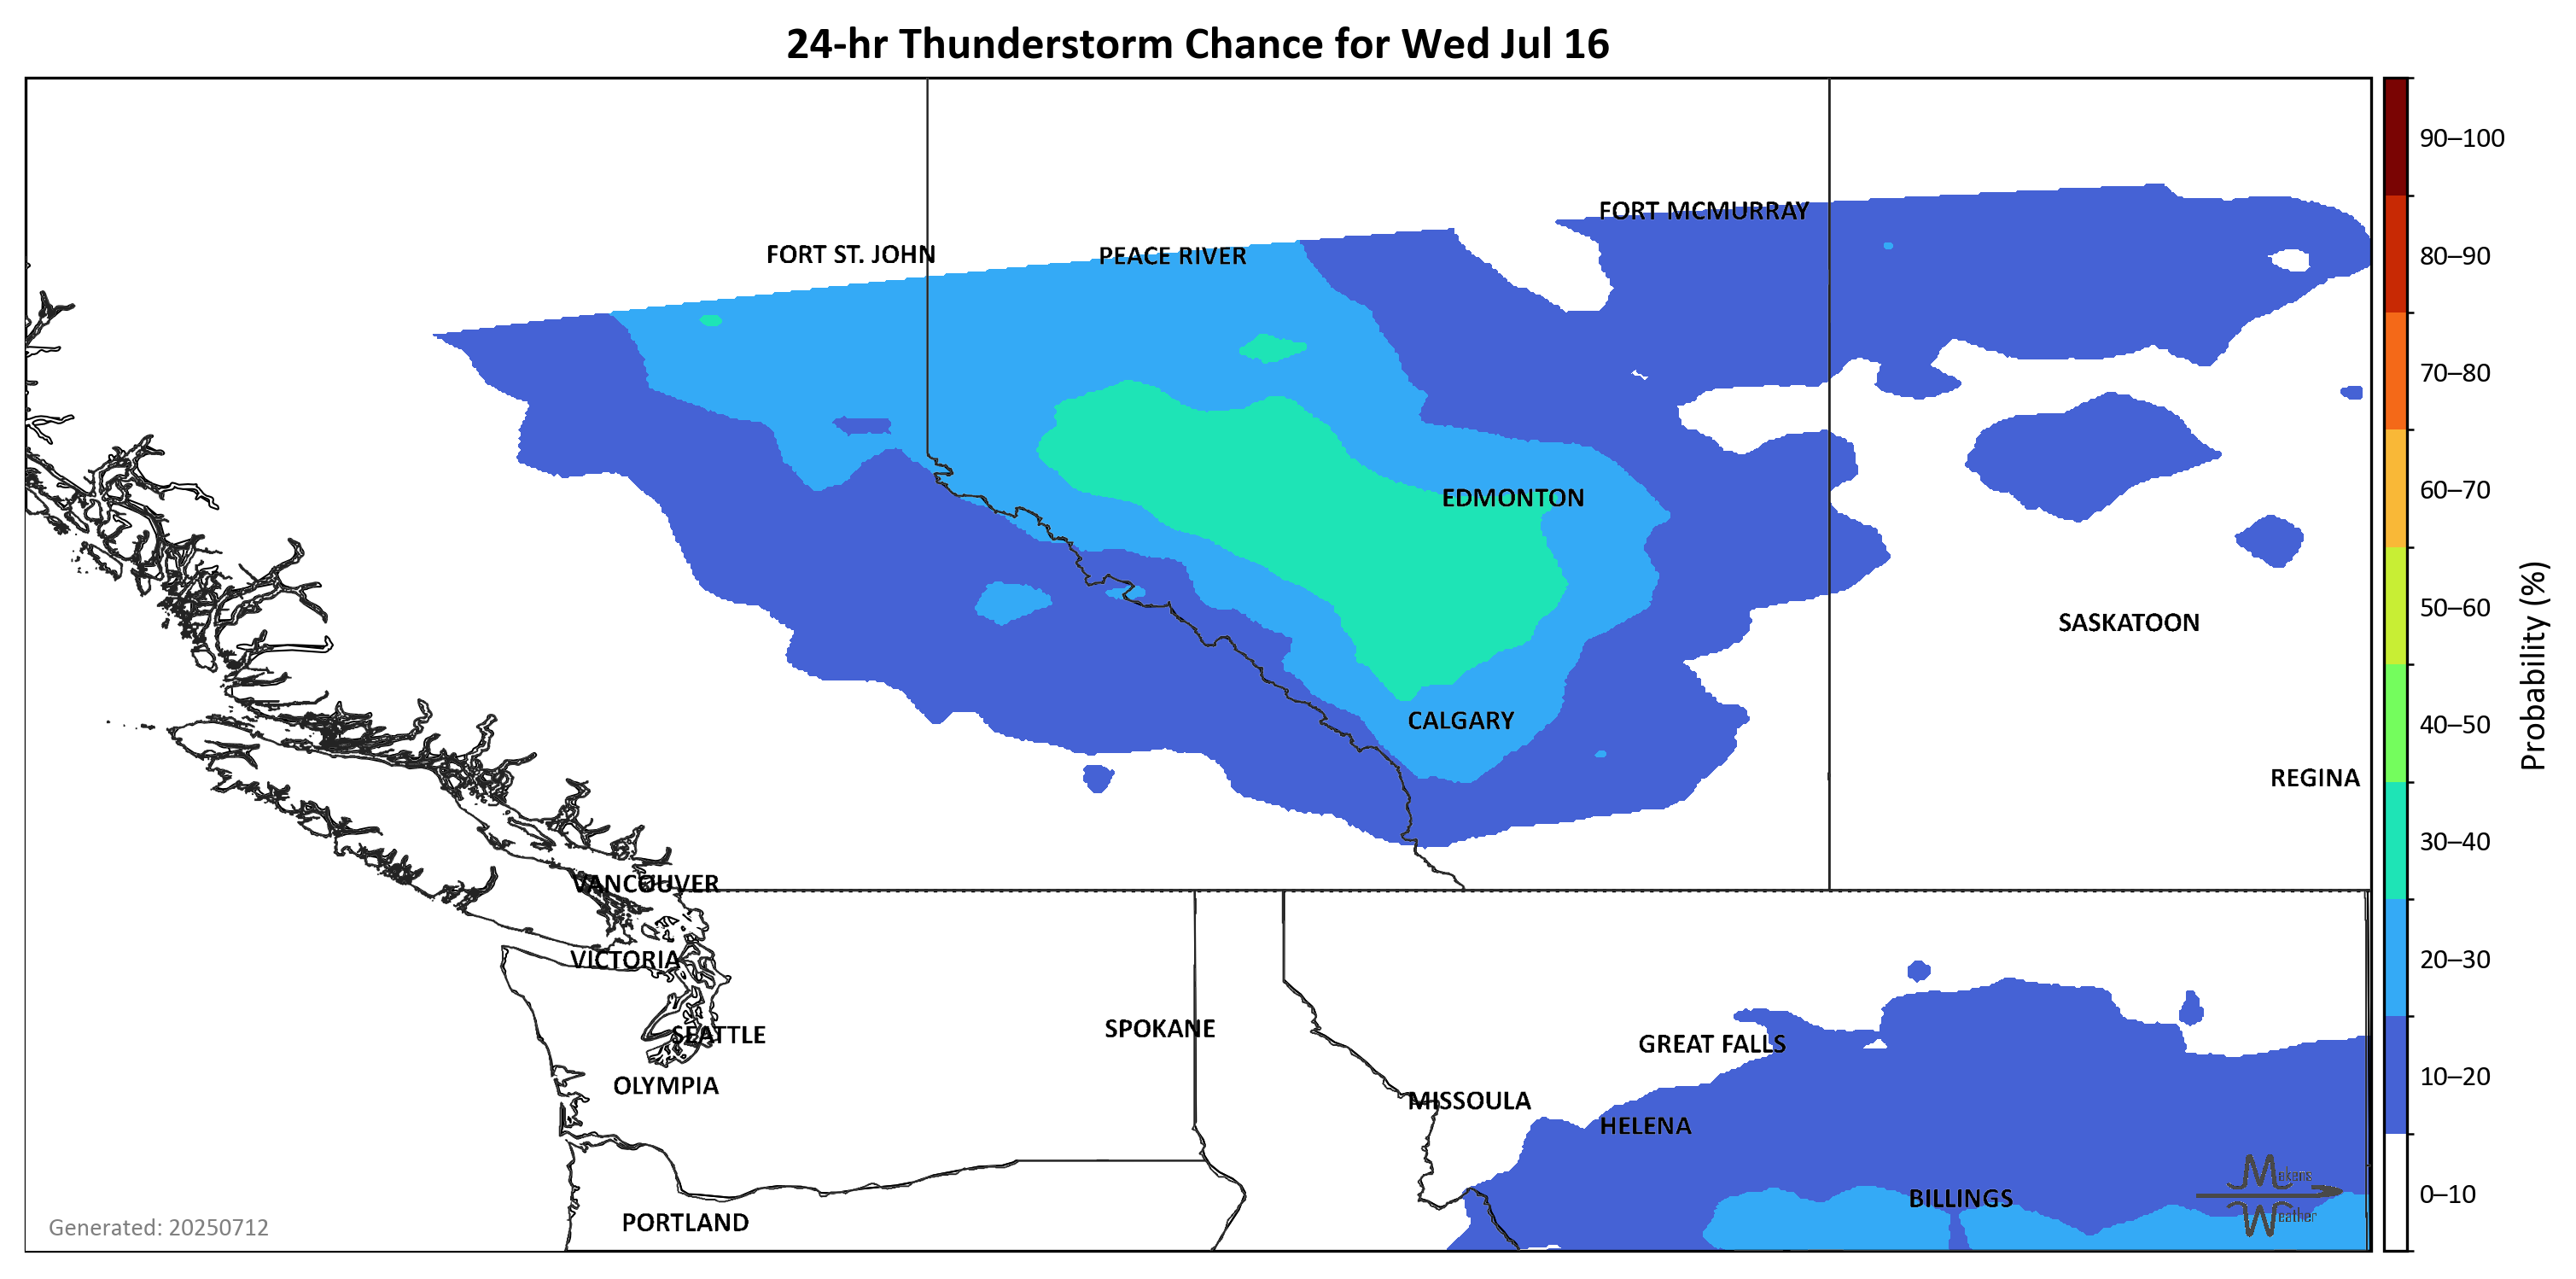 24-hr Thunderstorm Chance for Wed Jul 16
90–100
FORT MCMURRAY
FORT ST. JOHN
PEACE RIVER
80–90
70–80
60–70
EDMONTON
50–60
SASKATOON
Probability (%)
CALGARY
40–50
REGINA
30–40
VANCOUVER
VICTORIA
20–30
SEATTLE
SPOKANE
GREAT FALLS
OLYMPIA
10–20
MISSOULA
HELENA
Mekens
BILLINGS
0–10
Weather
PORTLAND
Generated: 20250712